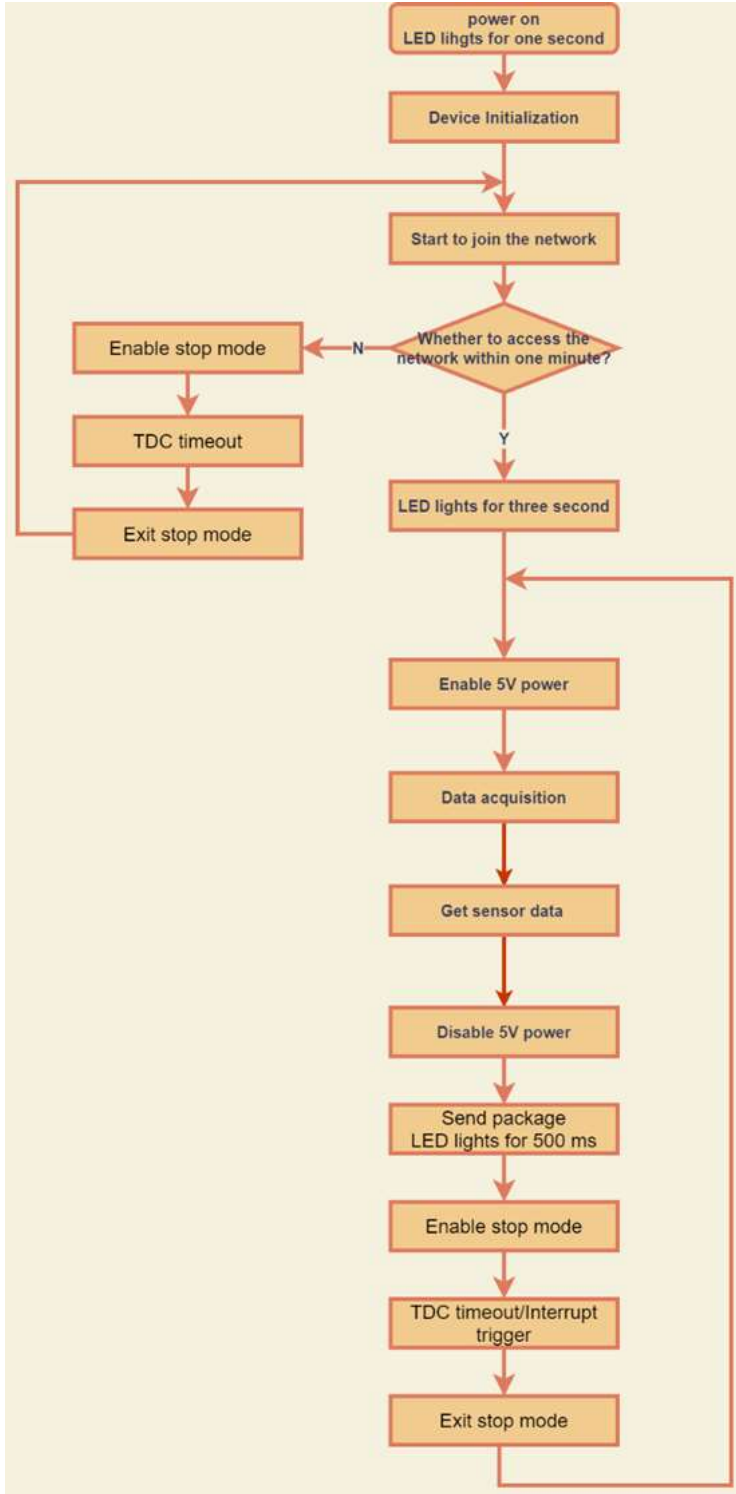 power on
LED lihgts for one second
Device Initialization
Start to join the network
Whether to access the
network within one minute?
N
Enable stop mode
TDC timeout
Exit stop mode
Y
LED lights for three second
Enable 5V power
Data acquisition
Get sensor data
Disable 5V power
Send package
LED lights for 500 ms
Enable stop mode
TDC timeout/Interrupt
trigger
Exit stop mode